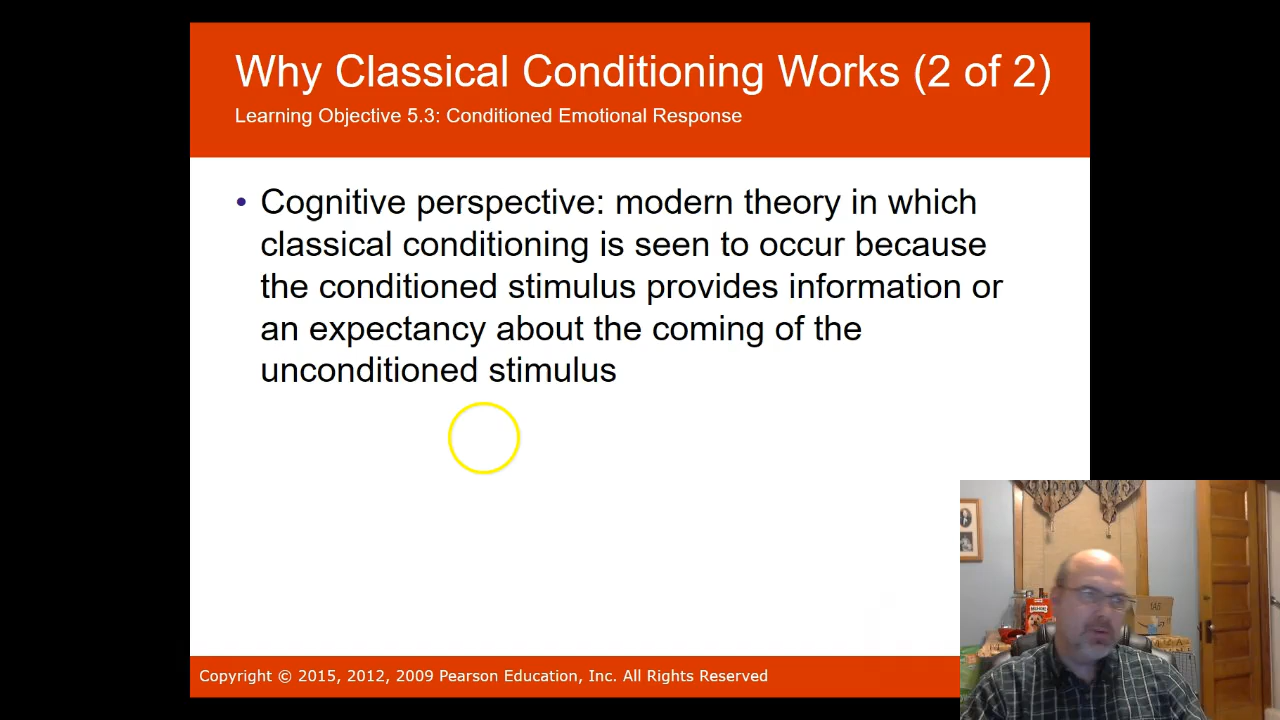 Why Classical Conditioning Works (2 of 2)
Learning Objective 5.3: Conditioned Emotional Response
• Cognitive perspective: modern theory in which
classical conditioning is seen to occur because
the conditioned stimulus provides information or
an expectancy about the coming of the
unconditioned stimulus
Copyright © 2015, 2012, 2009 Pearson Education, Inc. All Rights Reserved